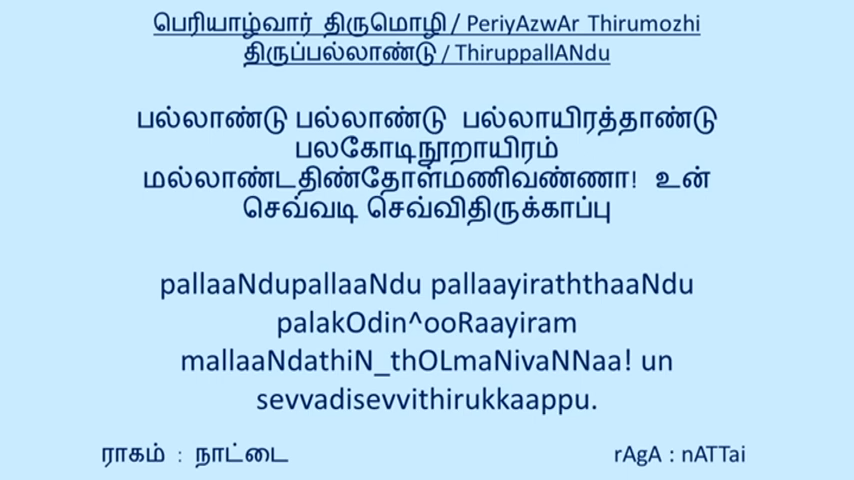 பெரியாழ்வார் திருமொழி / PeriyAzwAr Thirumozhi
திருப்பல்லாண்டு / ThiruppallANdu
பல்லாண்டு பல்லாண்டு பல்லாயிரத்தாண்டு
பலகோடிநூறாயிரம்
மல்லாண்டதிண்தோள்மணிவண்ணா! உன்
செவ்வடி செவ்விதிருக்காப்பு
pallaaNdupallaaNdu pallaayiraththaaNdu
palakOdin^ooRaayiram
mallaaNdathiN_thOLmaNivaNNaa! un
sevvadisevvithirukkaappu.
ராகம் : நாட்டை rAgA : nATTai